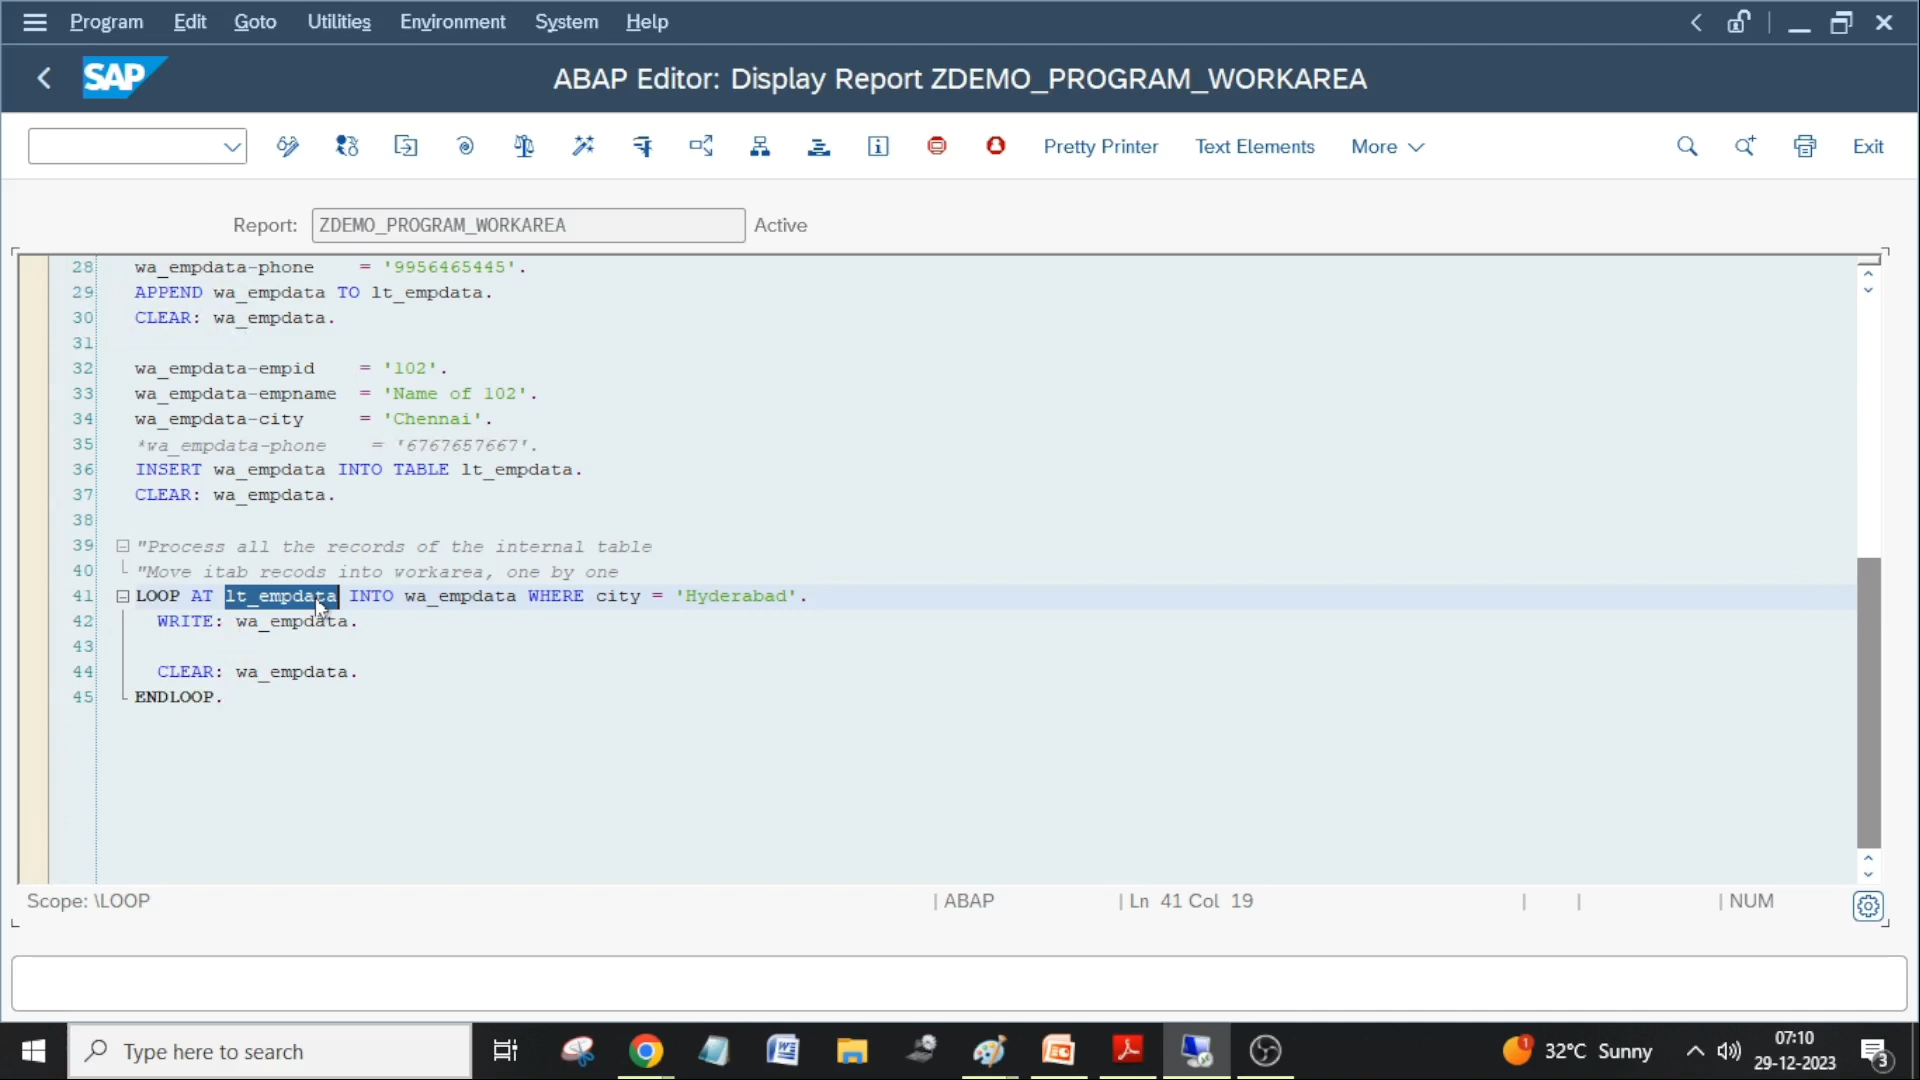 Program Edit Goto Utilities Environment System Help
SAP ABAP Editor: Display Report ZDEMO_PROGRAM_WORKAREA
Pretty Printer Text Elements More Exit
Report: ZDEMO_PROGRAM_WORKAREA Active
28 wa_empdata-phone = '9956465445'.
29 APPEND wa_empdata TO lt_empdata.
30 CLEAR: wa_empdata.
31
32 wa_empdata-empid = '102'.
33 wa_empdata-empname = 'Name of 102'.
34 wa_empdata-city = 'Chennai'.
35 *wa_empdata-phone = '6767657667'.
36 INSERT wa_empdata INTO TABLE lt_empdata.
37 CLEAR: wa_empdata.
38
39 "Process all the records of the internal table
40 "Move itab recods into workarea, one by one
41 LOOP AT lt_empdata INTO wa_empdata WHERE city = 'Hyderabad'.
42 WRITE: wa_empdata.
43
44 CLEAR: wa_empdata.
45 ENDLOOP.
Scope: \LOOP | ABAP | Ln 41 Col 19 | | | NUM
Type here to search
1 32°C Sunny
07:10
29-12-2023
3